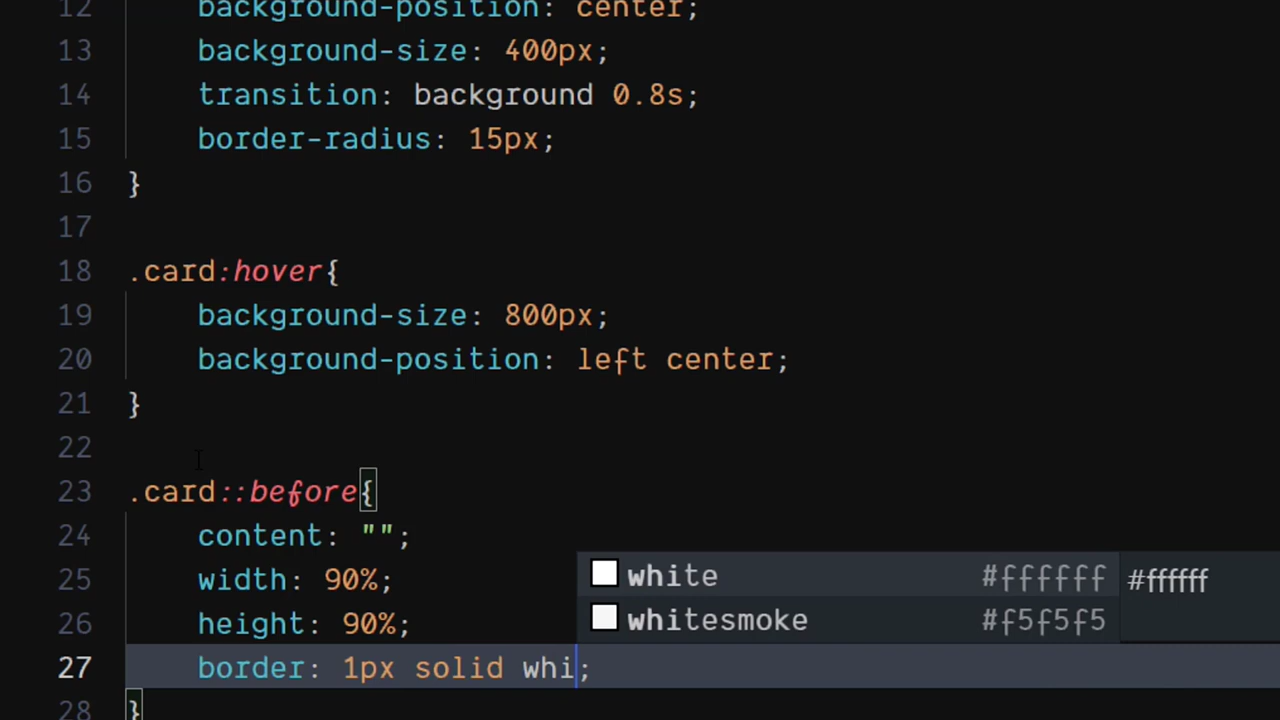 12 background-position: center;
13 background-size: 400px;
14 transition: background 0.8s;
15 border-radius: 15px;
16 }
17
18 .card:hover{
19 background-size: 800px;
20 background-position: left center;
21 }
22
23 .card::before{
24 content: "";
25 width: 90%;
26 height: 90%;
27 border: 1px solid whi;
28 }
white #ffffff #ffffff
whitesmoke #f5f5f5